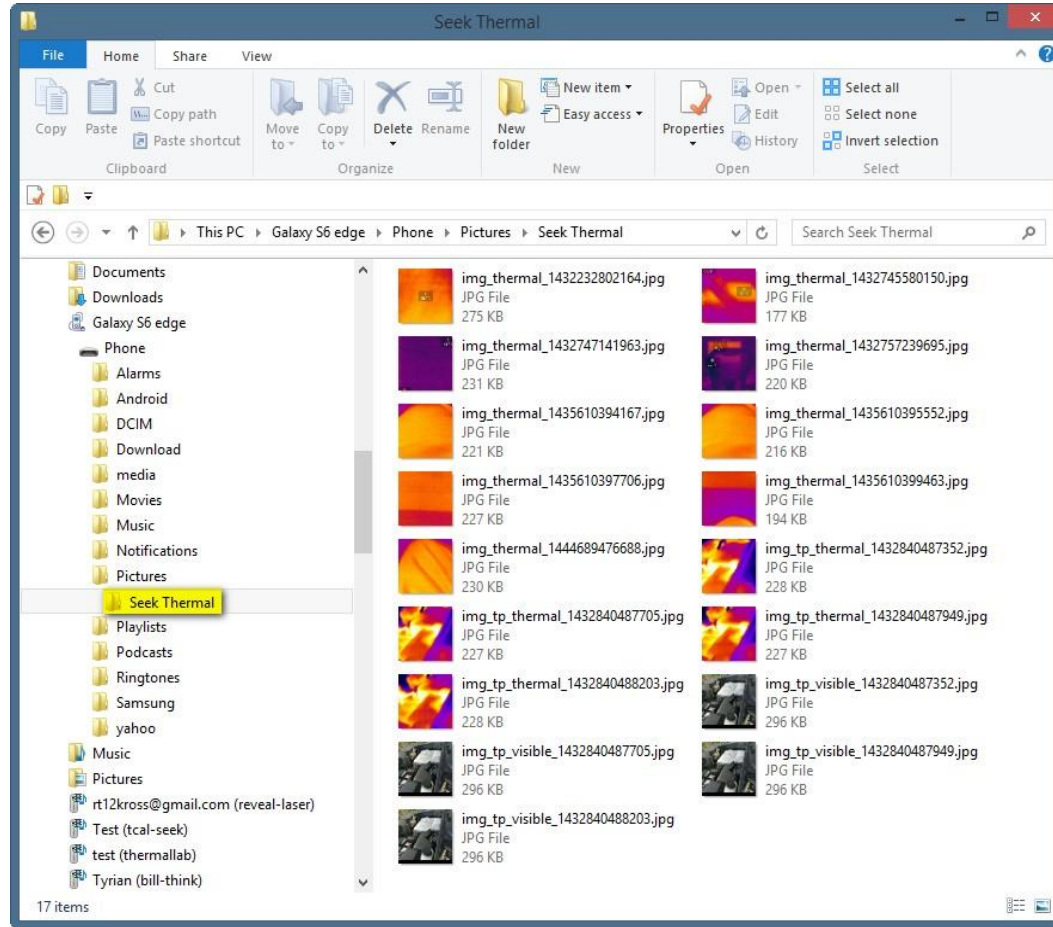 Seek Thermal
File Home Share View
Copy
Paste
Cut
Copy path
Paste shortcut
Clipboard
Move to
Copy to
Delete
Rename
Organize
New folder
New item
Easy access
New
Properties
Open
Edit
History
Open
Select all
Select none
Invert selection
Select
This PC Galaxy S6 edge Phone Pictures Seek Thermal
Search Seek Thermal
Documents
Downloads
Galaxy S6 edge
Phone
Alarms
Android
DCIM
Download
media
Movies
Music
Notifications
Pictures
Seek Thermal
Playlists
Podcasts
Ringtones
Samsung
yahoo
Music
Pictures
rt12kross@gmail.com (reveal-laser)
Test (tcal-seek)
test (thermallab)
Tyrian (bill-think)
img_thermal_1432232802164.jpg
JPG File
275 KB
img_thermal_1432745580150.jpg
JPG File
177 KB
img_thermal_1432747141963.jpg
JPG File
231 KB
img_thermal_1432757239695.jpg
JPG File
220 KB
img_thermal_1435610394167.jpg
JPG File
221 KB
img_thermal_1435610395552.jpg
JPG File
216 KB
img_thermal_1435610397706.jpg
JPG File
227 KB
img_thermal_1435610399463.jpg
JPG File
194 KB
img_thermal_1444689476688.jpg
JPG File
230 KB
img_tp_thermal_1432840487352.jpg
JPG File
228 KB
img_tp_thermal_1432840487705.jpg
JPG File
227 KB
img_tp_thermal_1432840487949.jpg
JPG File
227 KB
img_tp_thermal_1432840488203.jpg
JPG File
228 KB
img_tp_visible_1432840487352.jpg
JPG File
296 KB
img_tp_visible_1432840487705.jpg
JPG File
296 KB
img_tp_visible_1432840487949.jpg
JPG File
296 KB
img_tp_visible_1432840488203.jpg
JPG File
296 KB
17 items